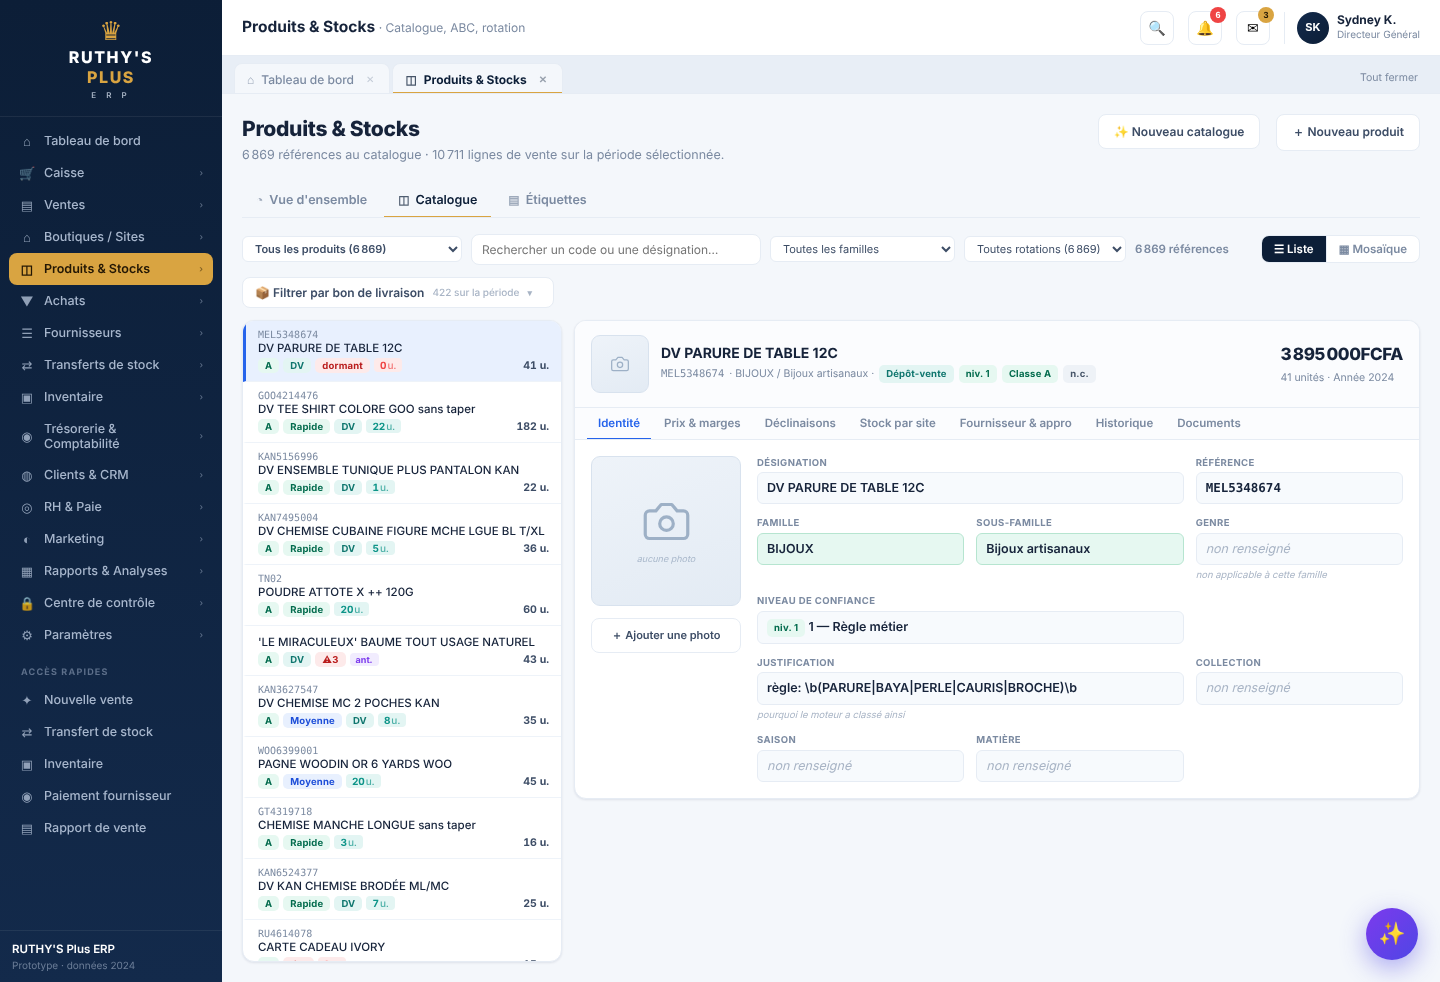 RUTHY'S
PLUS
E R P
Tableau de bord
Caisse
Ventes
Boutiques / Sites
Produits & Stocks
Achats
Fournisseurs
Transferts de stock
Inventaire
Trésorerie &
Comptabilité
Clients & CRM
RH & Paie
Marketing
Rapports & Analyses
Centre de contrôle
Paramètres
ACCÈS RAPIDES
Nouvelle vente
Transfert de stock
Inventaire
Paiement fournisseur
Rapport de vente
RUTHY'S Plus ERP
Prototype · données 2024
Produits & Stocks · Catalogue, ABC, rotation
6
3
SK
Sydney K.
Directeur Général
Tableau de bord ×
Produits & Stocks ×
Tout fermer
Produits & Stocks
6 869 références au catalogue · 10 711 lignes de vente sur la période sélectionnée.
✨ Nouveau catalogue
+ Nouveau produit
Vue d'ensemble
Catalogue
Étiquettes
Tous les produits (6 869)
Rechercher un code ou une désignation...
Toutes les familles
Toutes rotations (6 869)
6 869 références
☰ Liste
▦ Mosaïque
Filtrer par bon de livraison 422 sur la période ▾
MEL5348674
DV PARURE DE TABLE 12C
A DV dormant 0 u. 41 u.
GOO4214476
DV TEE SHIRT COLORE GOO sans taper
A Rapide DV 22 u. 182 u.
KAN5156996
DV ENSEMBLE TUNIQUE PLUS PANTALON KAN
A Rapide DV 1 u. 22 u.
KAN7495004
DV CHEMISE CUBAINE FIGURE MCHE LGUE BL T/XL
A Rapide DV 5 u. 36 u.
TN02
POUDRE ATTOTE X ++ 120G
A Rapide 20 u. 60 u.
'LE MIRACULEUX' BAUME TOUT USAGE NATUREL
A DV ⚠3 ant. 43 u.
KAN3627547
DV CHEMISE MC 2 POCHES KAN
A Moyenne DV 8 u. 35 u.
WOO6399001
PAGNE WOODIN OR 6 YARDS WOO
A Moyenne 20 u. 45 u.
GT4319718
CHEMISE MANCHE LONGUE sans taper
A Rapide 3 u. 16 u.
KAN6524377
DV KAN CHEMISE BRODÉE ML/MC
A Rapide DV 7 u. 25 u.
RU4614078
CARTE CADEAU IVORY
DV PARURE DE TABLE 12C
MEL5348674 · BIJOUX / Bijoux artisanaux · Dépôt-vente niv. 1 Classe A n.c.
3 895 000 FCFA
41 unités · Année 2024
Identité
Prix & marges
Déclinaisons
Stock par site
Fournisseur & appro
Historique
Documents
aucune photo
+ Ajouter une photo
DÉSIGNATION
DV PARURE DE TABLE 12C
RÉFÉRENCE
MEL5348674
FAMILLE
BIJOUX
SOUS-FAMILLE
Bijoux artisanaux
GENRE
non renseigné
non applicable à cette famille
NIVEAU DE CONFIANCE
niv. 1 1 — Règle métier
JUSTIFICATION
règle: \b(PARURE|BAYA|PERLE|CAURIS|BROCHE)\b
pourquoi le moteur a classé ainsi
COLLECTION
non renseigné
SAISON
non renseigné
MATIÈRE
non renseigné